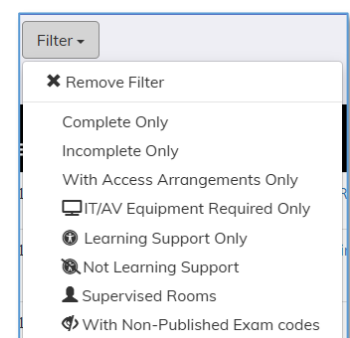 Filter
Remove Filter
Complete Only
Incomplete Only
With Access Arrangements Only
IT/AV Equipment Required Only
Learning Support Only
Not Learning Support
Supervised Rooms
With Non-Published Exam codes